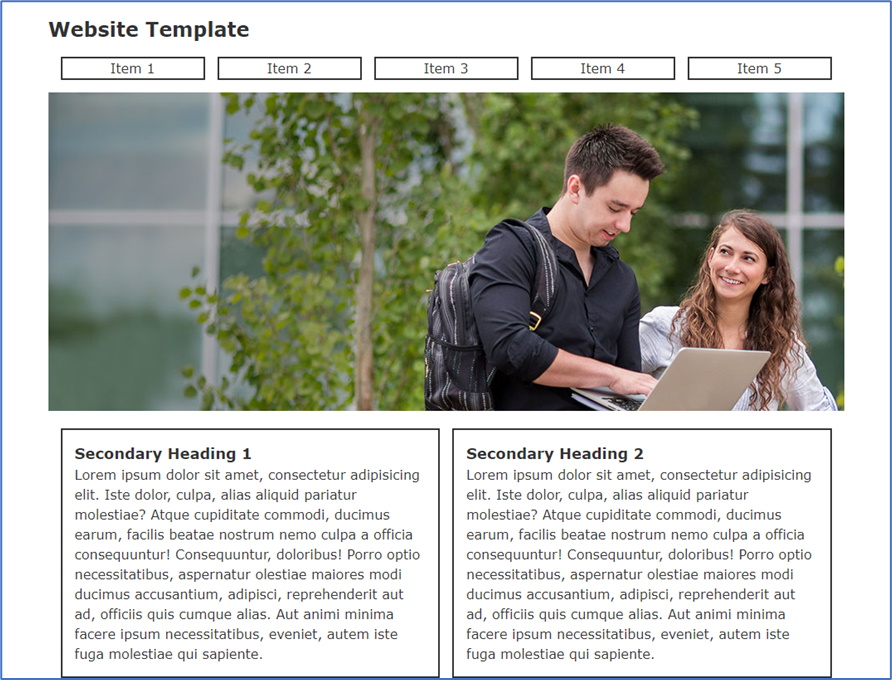 Website Template
Item 1
Item 2
Item 3
Item 4
Item 5
Secondary Heading 1
Lorem ipsum dolor sit amet, consectetur adipisicing
elit. Iste dolor, culpa, alias aliquid pariatur
molestiae? Atque cupiditate commodi, ducimus
earum, facilis beatae nostrum nemo culpa a officia
consequuntur! Consequuntur, doloribus! Porro optio
necessitatibus, aspernatur olestiae maiores modi
ducimus accusantium, adipisci, reprehenderit aut
ad, officiis quis cumque alias. Aut animi minima
facere ipsum necessitatibus, eveniet, autem iste
fuga molestiae qui sapiente.
Secondary Heading 2
Lorem ipsum dolor sit amet, consectetur adipisicing
elit. Iste dolor, culpa, alias aliquid pariatur
molestiae? Atque cupiditate commodi, ducimus
earum, facilis beatae nostrum nemo culpa a officia
consequuntur! Consequuntur, doloribus! Porro optio
necessitatibus, aspernatur olestiae maiores modi
ducimus accusantium, adipisci, reprehenderit aut
ad, officiis quis cumque alias. Aut animi minima
facere ipsum necessitatibus, eveniet, autem iste
fuga molestiae qui sapiente.